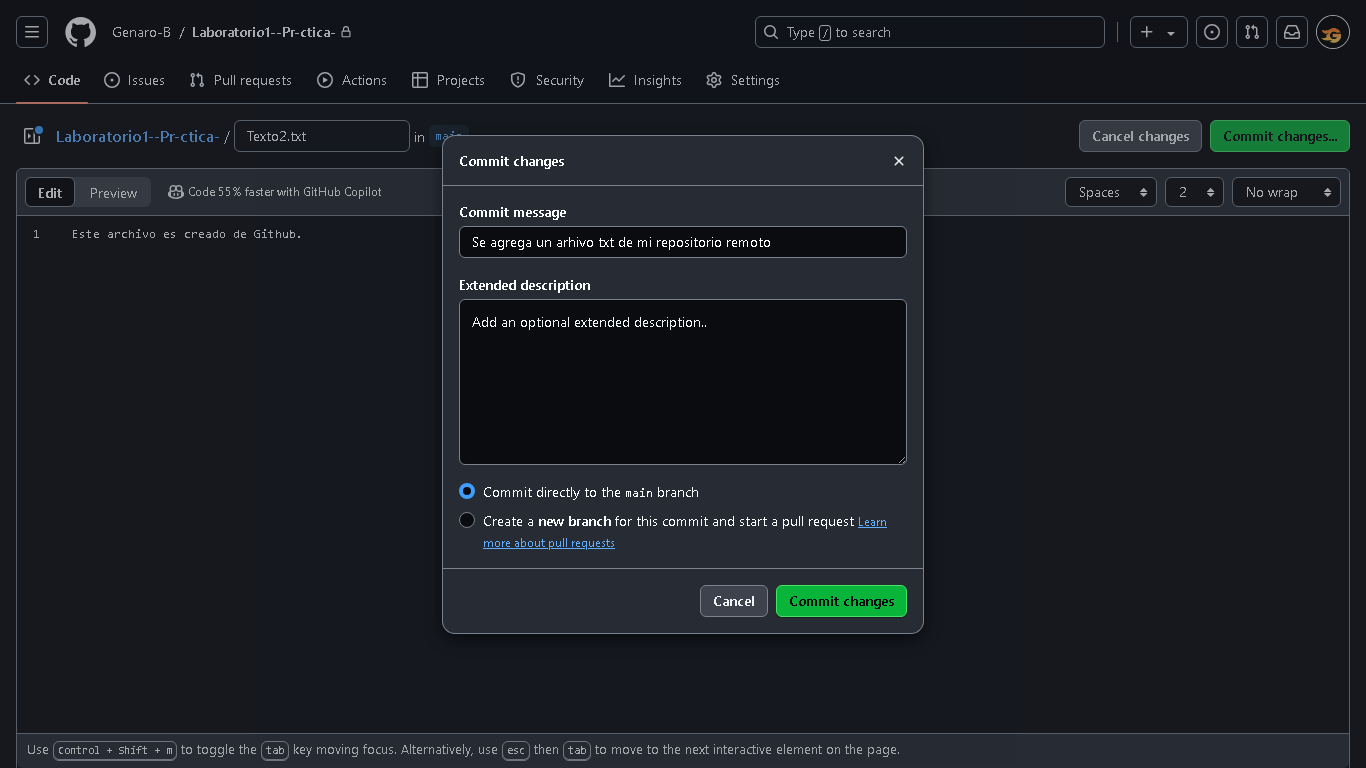 Genaro-B / Laboratorio1--Pr-ctica-
Type / to search
Code
Issues
Pull requests
Actions
Projects
Security
Insights
Settings
Laboratorio1--Pr-ctica- / Texto2.txt in main
Cancel changes
Commit changes...
Edit
Preview
Code 55% faster with GitHub Copilot
Spaces
2
No wrap
1 Este archivo es creado de Github.
Commit changes
Commit message
Se agrega un arhivo txt de mi repositorio remoto
Extended description
Add an optional extended description..
Commit directly to the main branch
Create a new branch for this commit and start a pull request Learn
more about pull requests
Cancel
Commit changes
Use Control + Shift + m to toggle the tab key moving focus. Alternatively, use esc then tab to move to the next interactive element on the page.